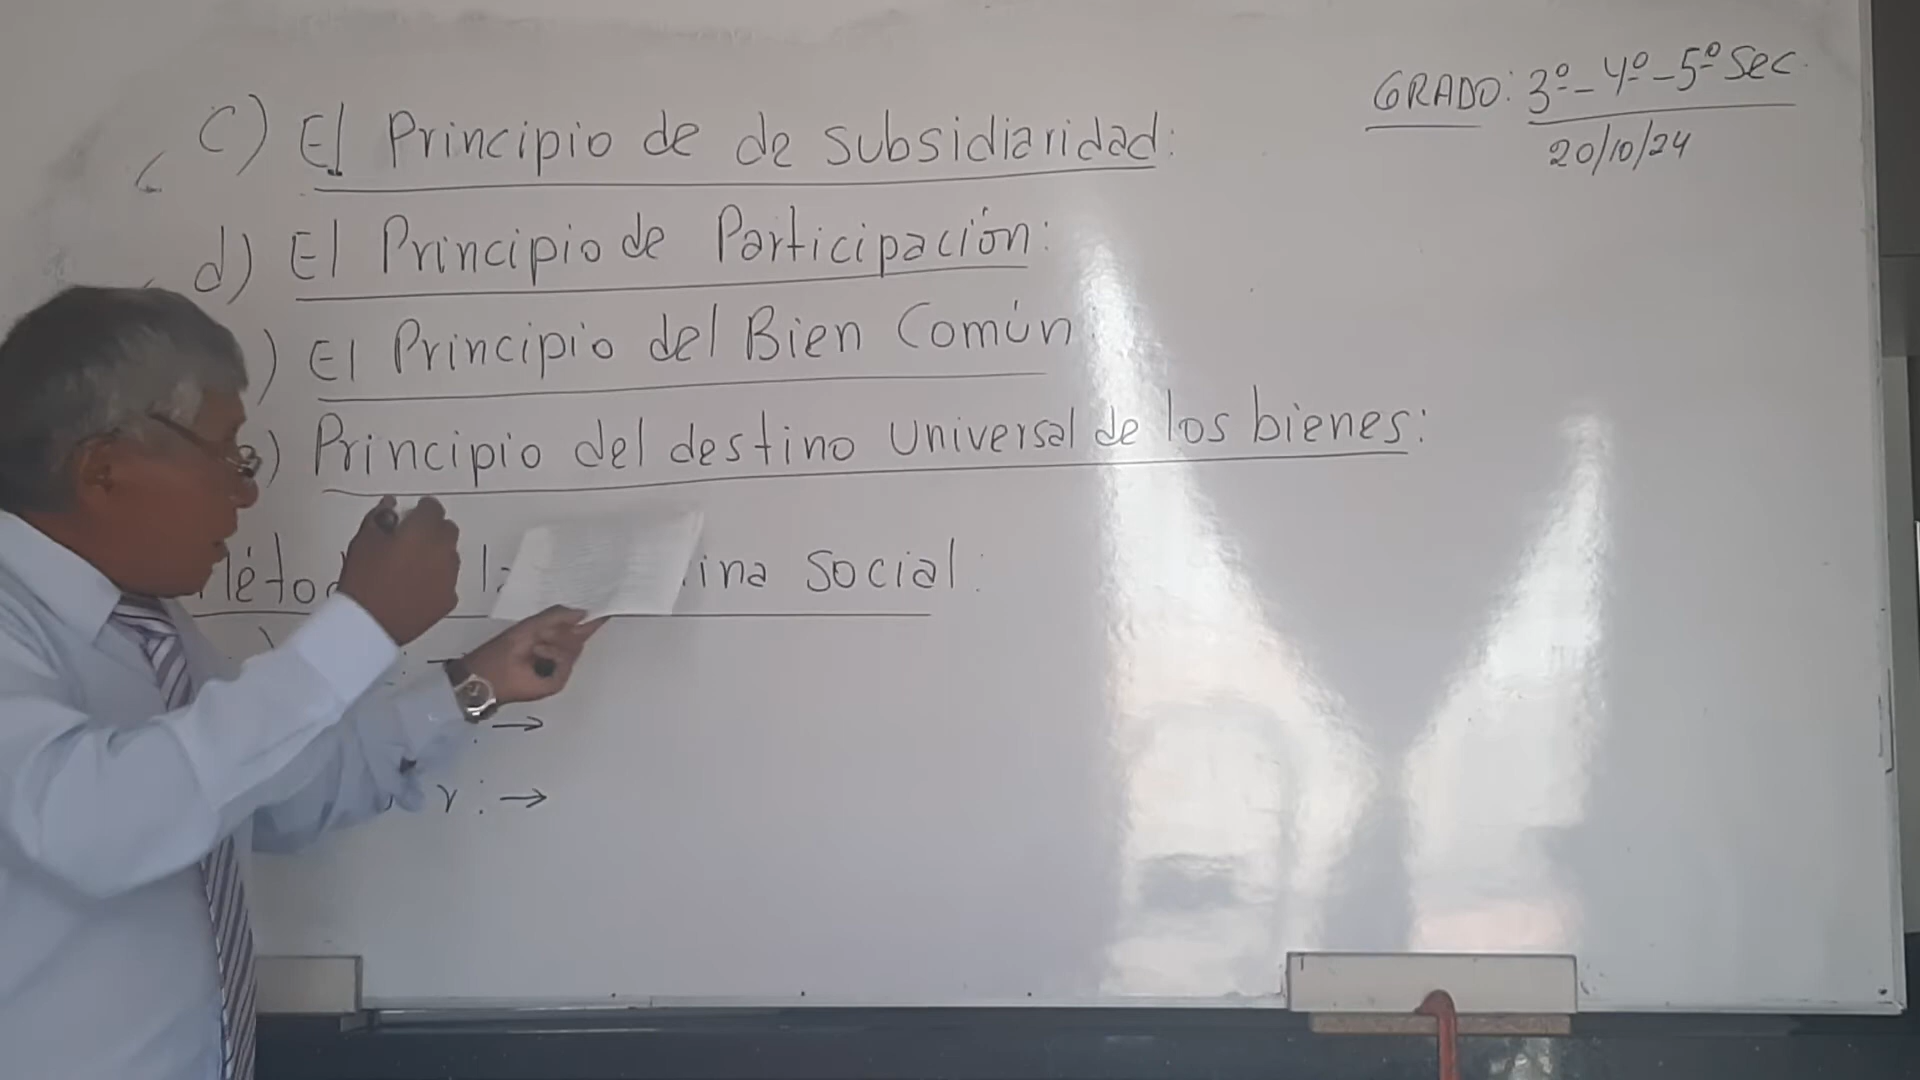 GRADO: 3º-4º-5º Sec.
20/10/24
c) El Principio de de subsidiaridad:
d) El Principio de Participación:
) El Principio del Bien Común:
) Principio del destino Universal de los bienes:
social:
r: →